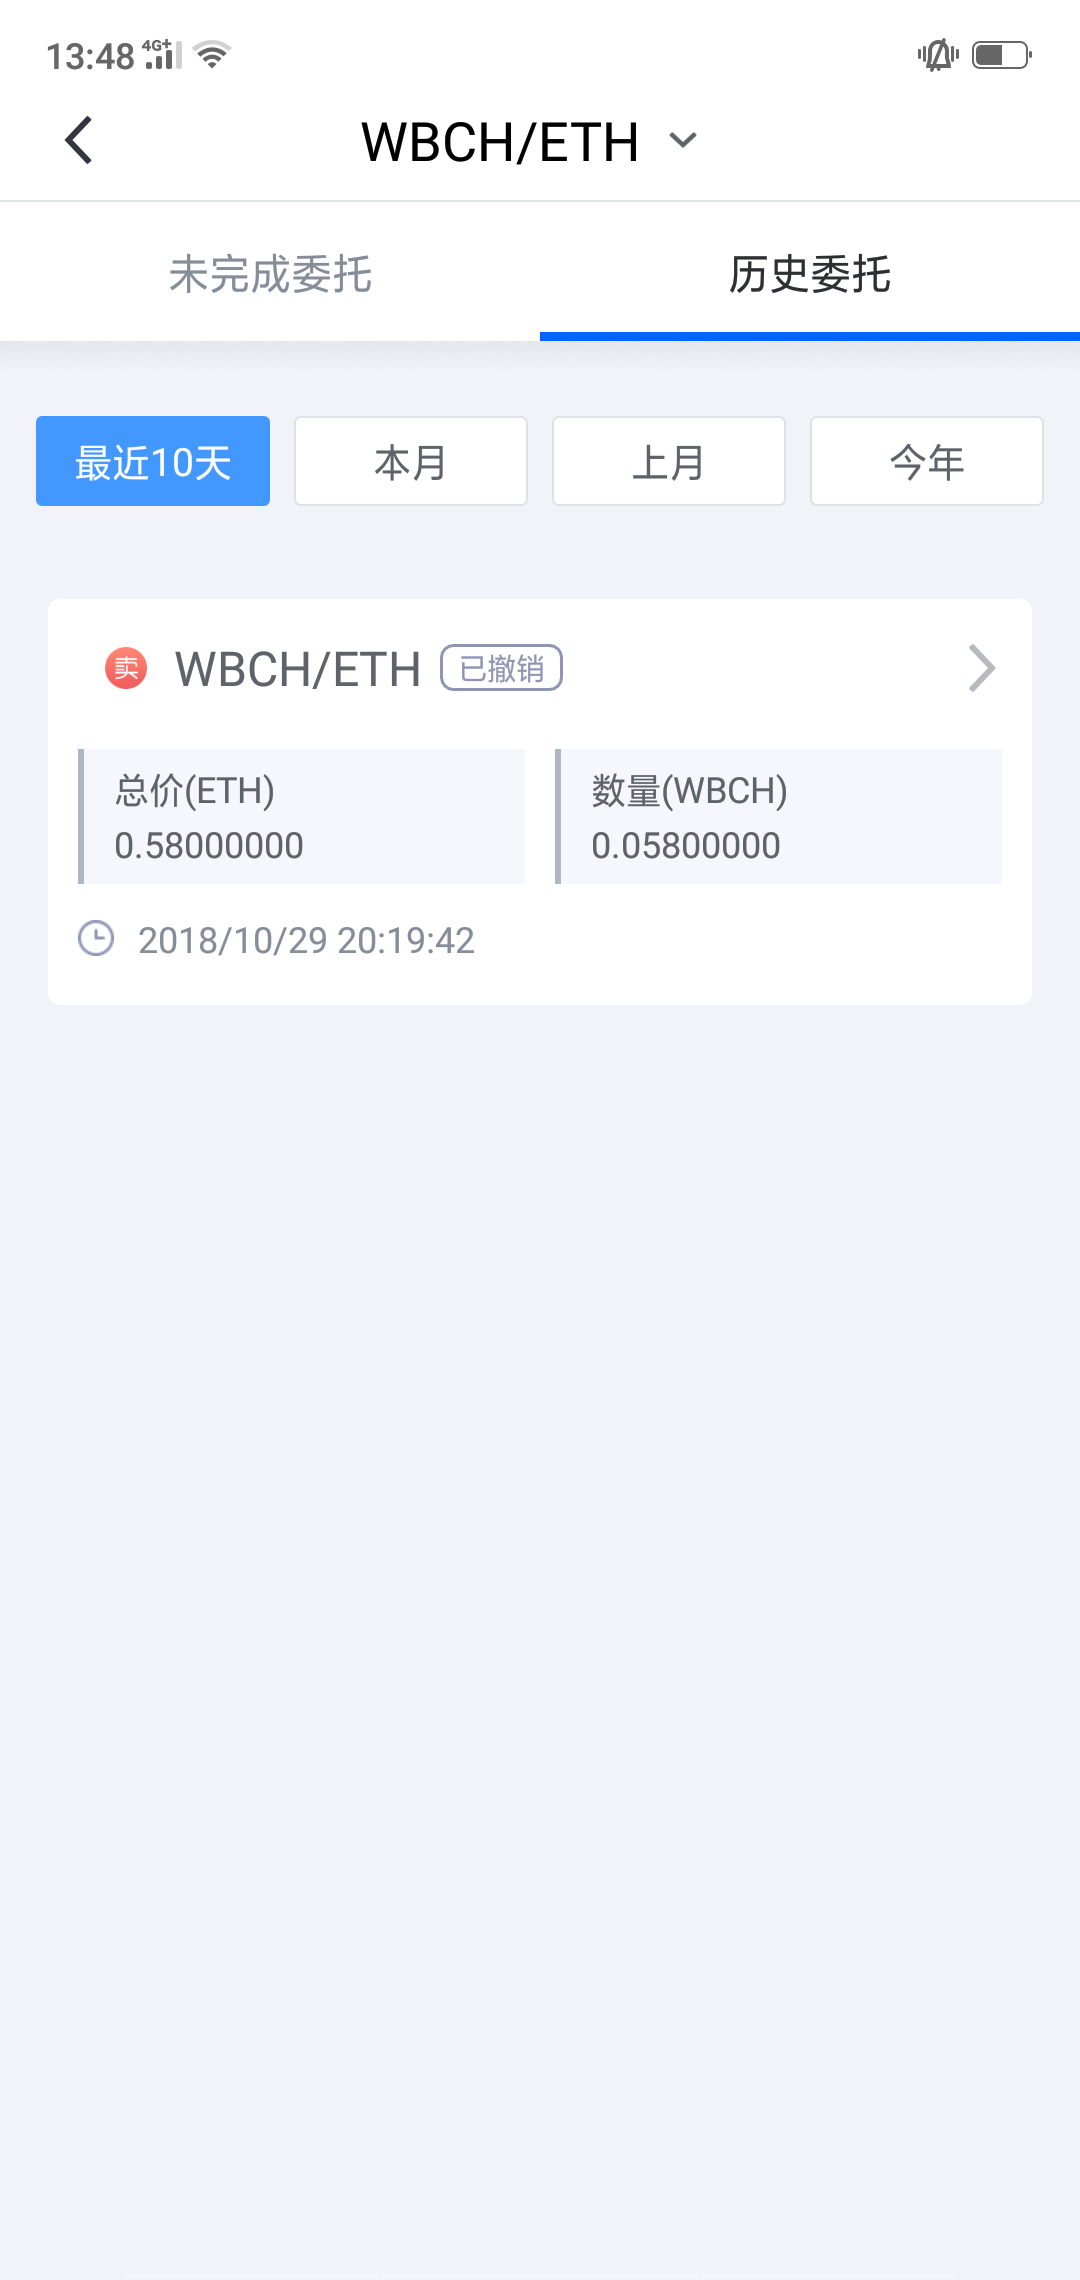 13:48 4G+
WBCH/ETH
未完成委托 历史委托
最近10天 本月 上月 今年
卖 WBCH/ETH 已撤销
总价(ETH) 数量(WBCH)
0.58000000 0.05800000
2018/10/29 20:19:42